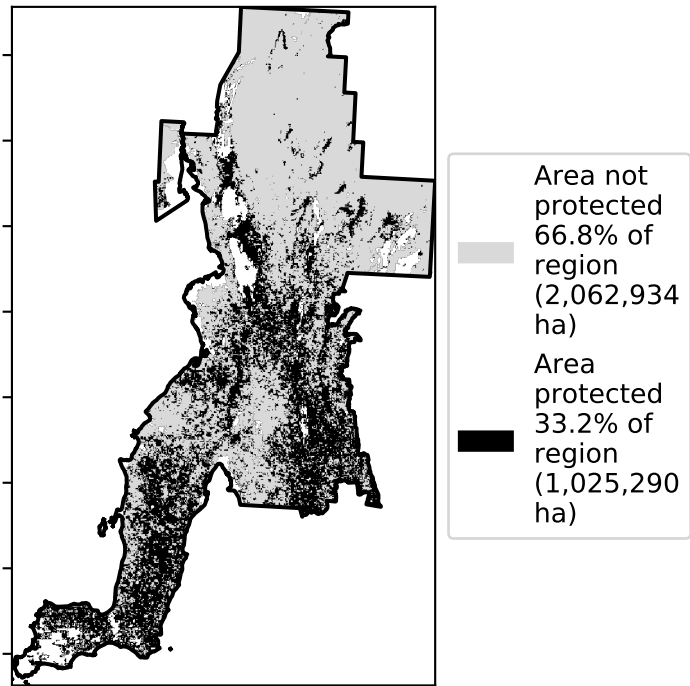 Area not
protected
66.8% of
region
(2,062,934
ha)
Area
protected
33.2% of
region
(1,025,290
ha)